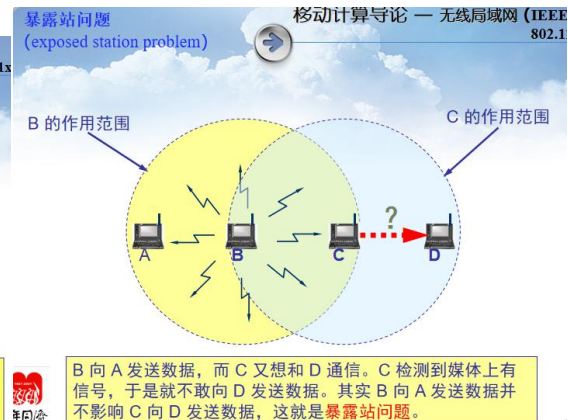 暴露站问题
(exposed station problem)
移动计算导论 — 无线局域网 (IEEE
802.11
1x
B 的作用范围
C 的作用范围
?
A
B
C
D
B 向 A 发送数据，而 C 又想和 D 通信。C 检测到媒体上有
信号，于是就不敢向 D 发送数据。其实 B 向 A 发送数据并
不影响 C 向 D 发送数据，这就是暴露站问题。